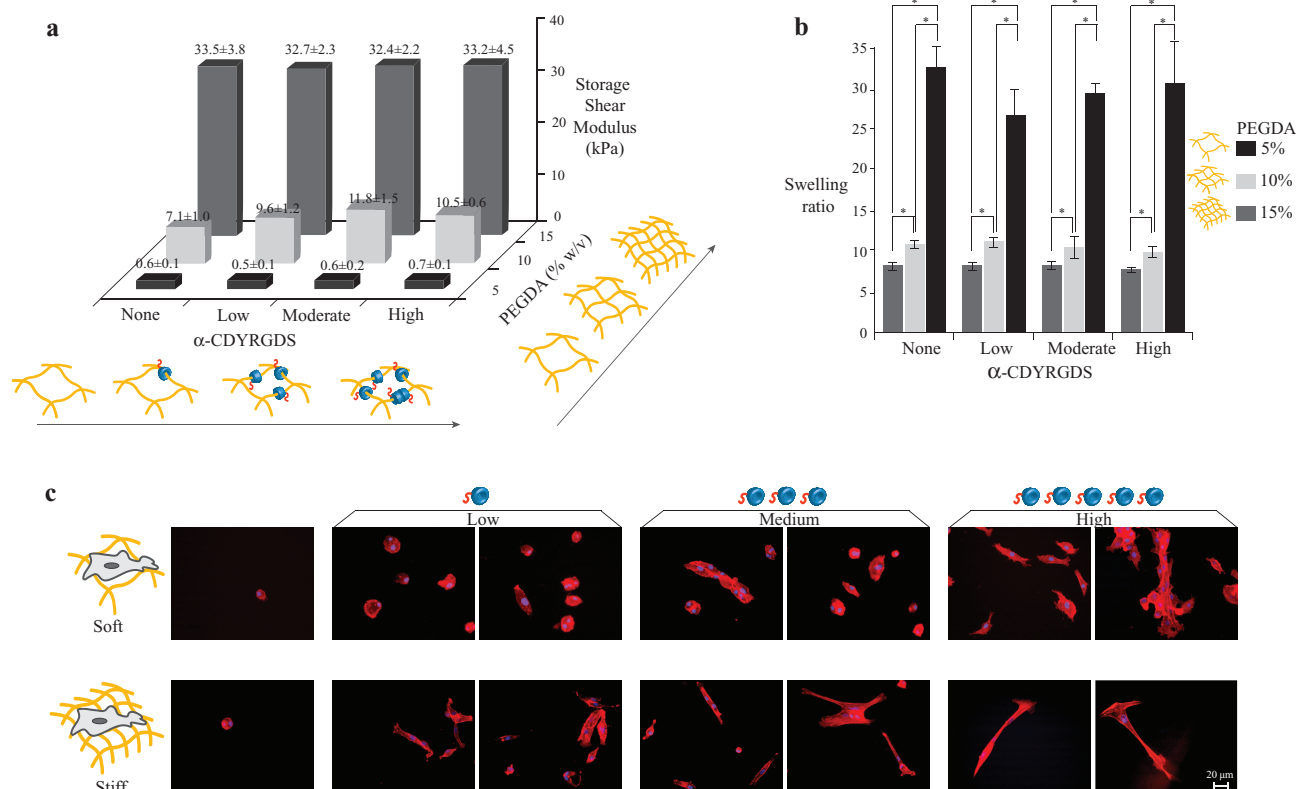 a
33.5±3.8
32.7±2.3
32.4±2.2
33.2±4.5
40
30
20
10
0
Storage
Shear
Modulus
(kPa)
7.1±1.0
9.6±1.2
11.8±1.5
10.5±0.6
0.6±0.1
0.5±0.1
0.6±0.2
0.7±0.1
15
10
5
PEGDA (% w/v)
None
Low
Moderate
High
α-CDYRGDS
b
* * * *
* * * *
* * * *
35
30
25
20
15
10
5
0
Swelling
ratio
None
Low
Moderate
High
α-CDYRGDS
PEGDA
5%
10%
15%
c
Low
Medium
High
Soft
Stiff
20 μm